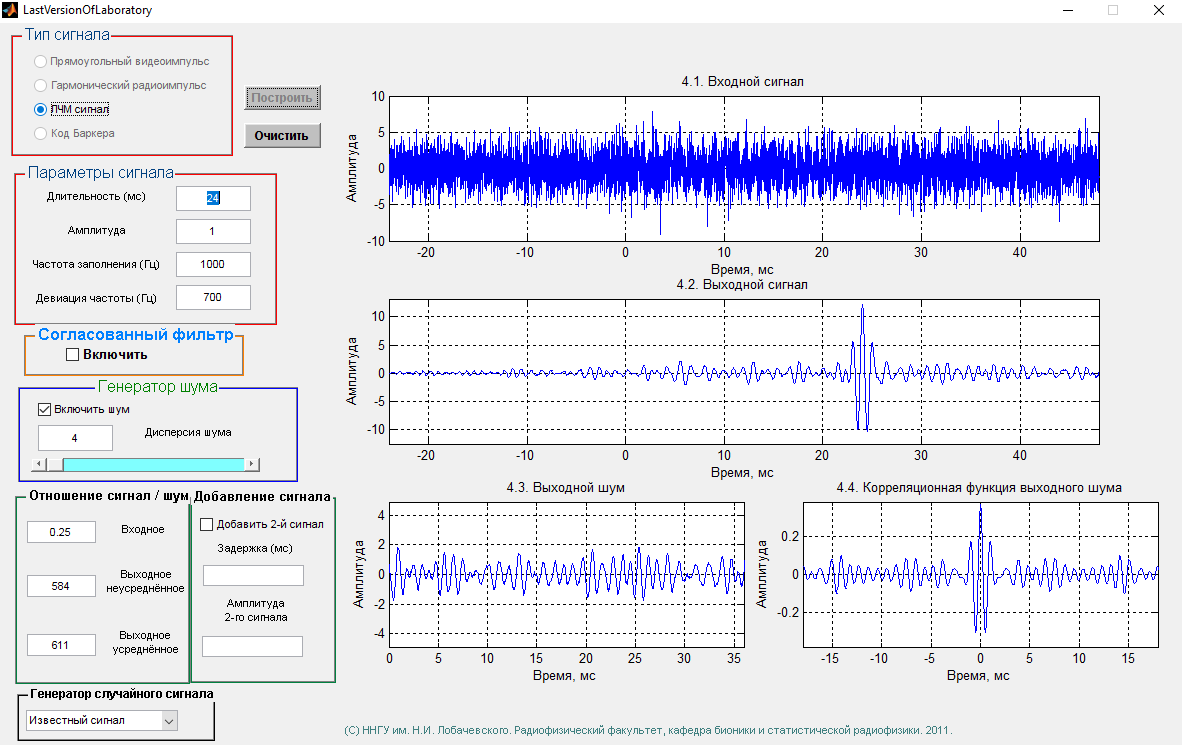 LastVersionOfLaboratory
Тип сигнала
Прямоугольный видеоимпульс
Гармонический радиоимпульс
ЛЧМ сигнал
Код Баркера
Построить
Очистить
Параметры сигнала
Длительность (мс)
24
Амплитуда
1
Частота заполнения (Гц)
1000
Девиация частоты (Гц)
700
Согласованный фильтр
Включить
Генератор шума
Включить шум
4
Дисперсия шума
Отношение сигнал / шум
0.25
Входное
584
Выходное
неусреднённое
611
Выходное
усреднённое
Добавление сигнала
Добавить 2-й сигнал
Задержка (мс)
Амплитуда
2-го сигнала
Генератор случайного сигнала
Известный сигнал
4.1. Входной сигнал
Амплитуда
10
5
0
-5
-10
-20 -10 0 10 20 30 40
Время, мс
4.2. Выходной сигнал
Амплитуда
10
5
0
-5
-10
-20 -10 0 10 20 30 40
Время, мс
4.3. Выходной шум
Амплитуда
4
2
0
-2
-4
0 5 10 15 20 25 30 35
Время, мс
4.4. Корреляционная функция выходного шума
Амплитуда
0.2
0
-0.2
-15 -10 -5 0 5 10 15
Время, мс
(С) ННГУ им. Н.И. Лобачевского. Радиофизический факультет, кафедра бионики и статистической радиофизики. 2011.